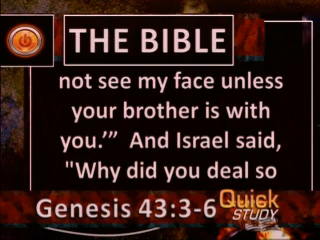 THE BIBLE
not see my face unless
your brother is with
you.’”  And Israel said,
"Why did you deal so
Genesis 43:3-6
Quick
STUDY